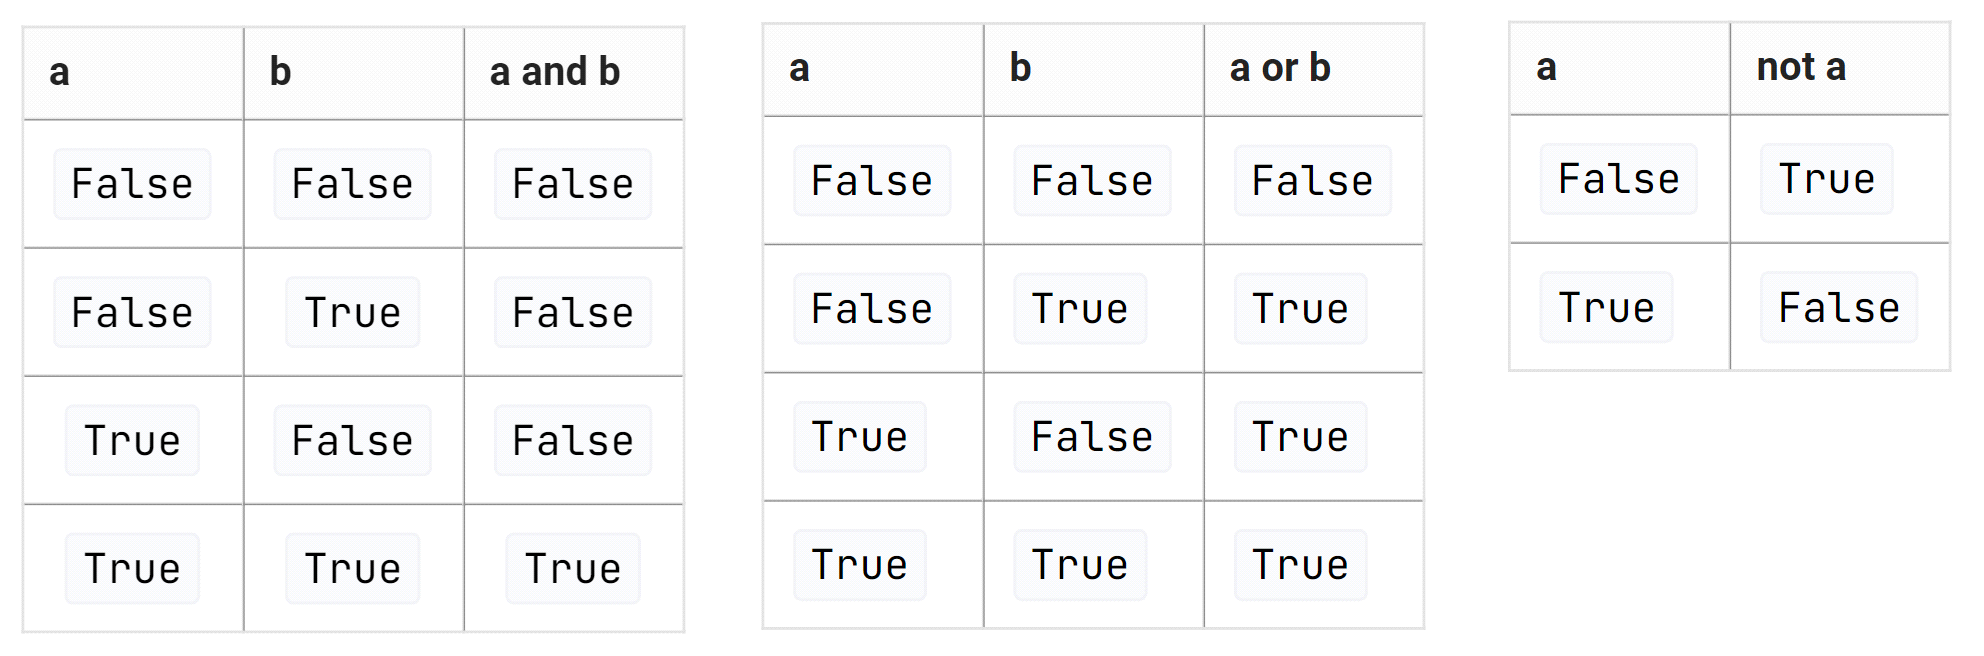 a b a and b
False False False
False True False
True False False
True True True
a b a or b
False False False
False True True
True False True
True True True
a not a
False True
True False